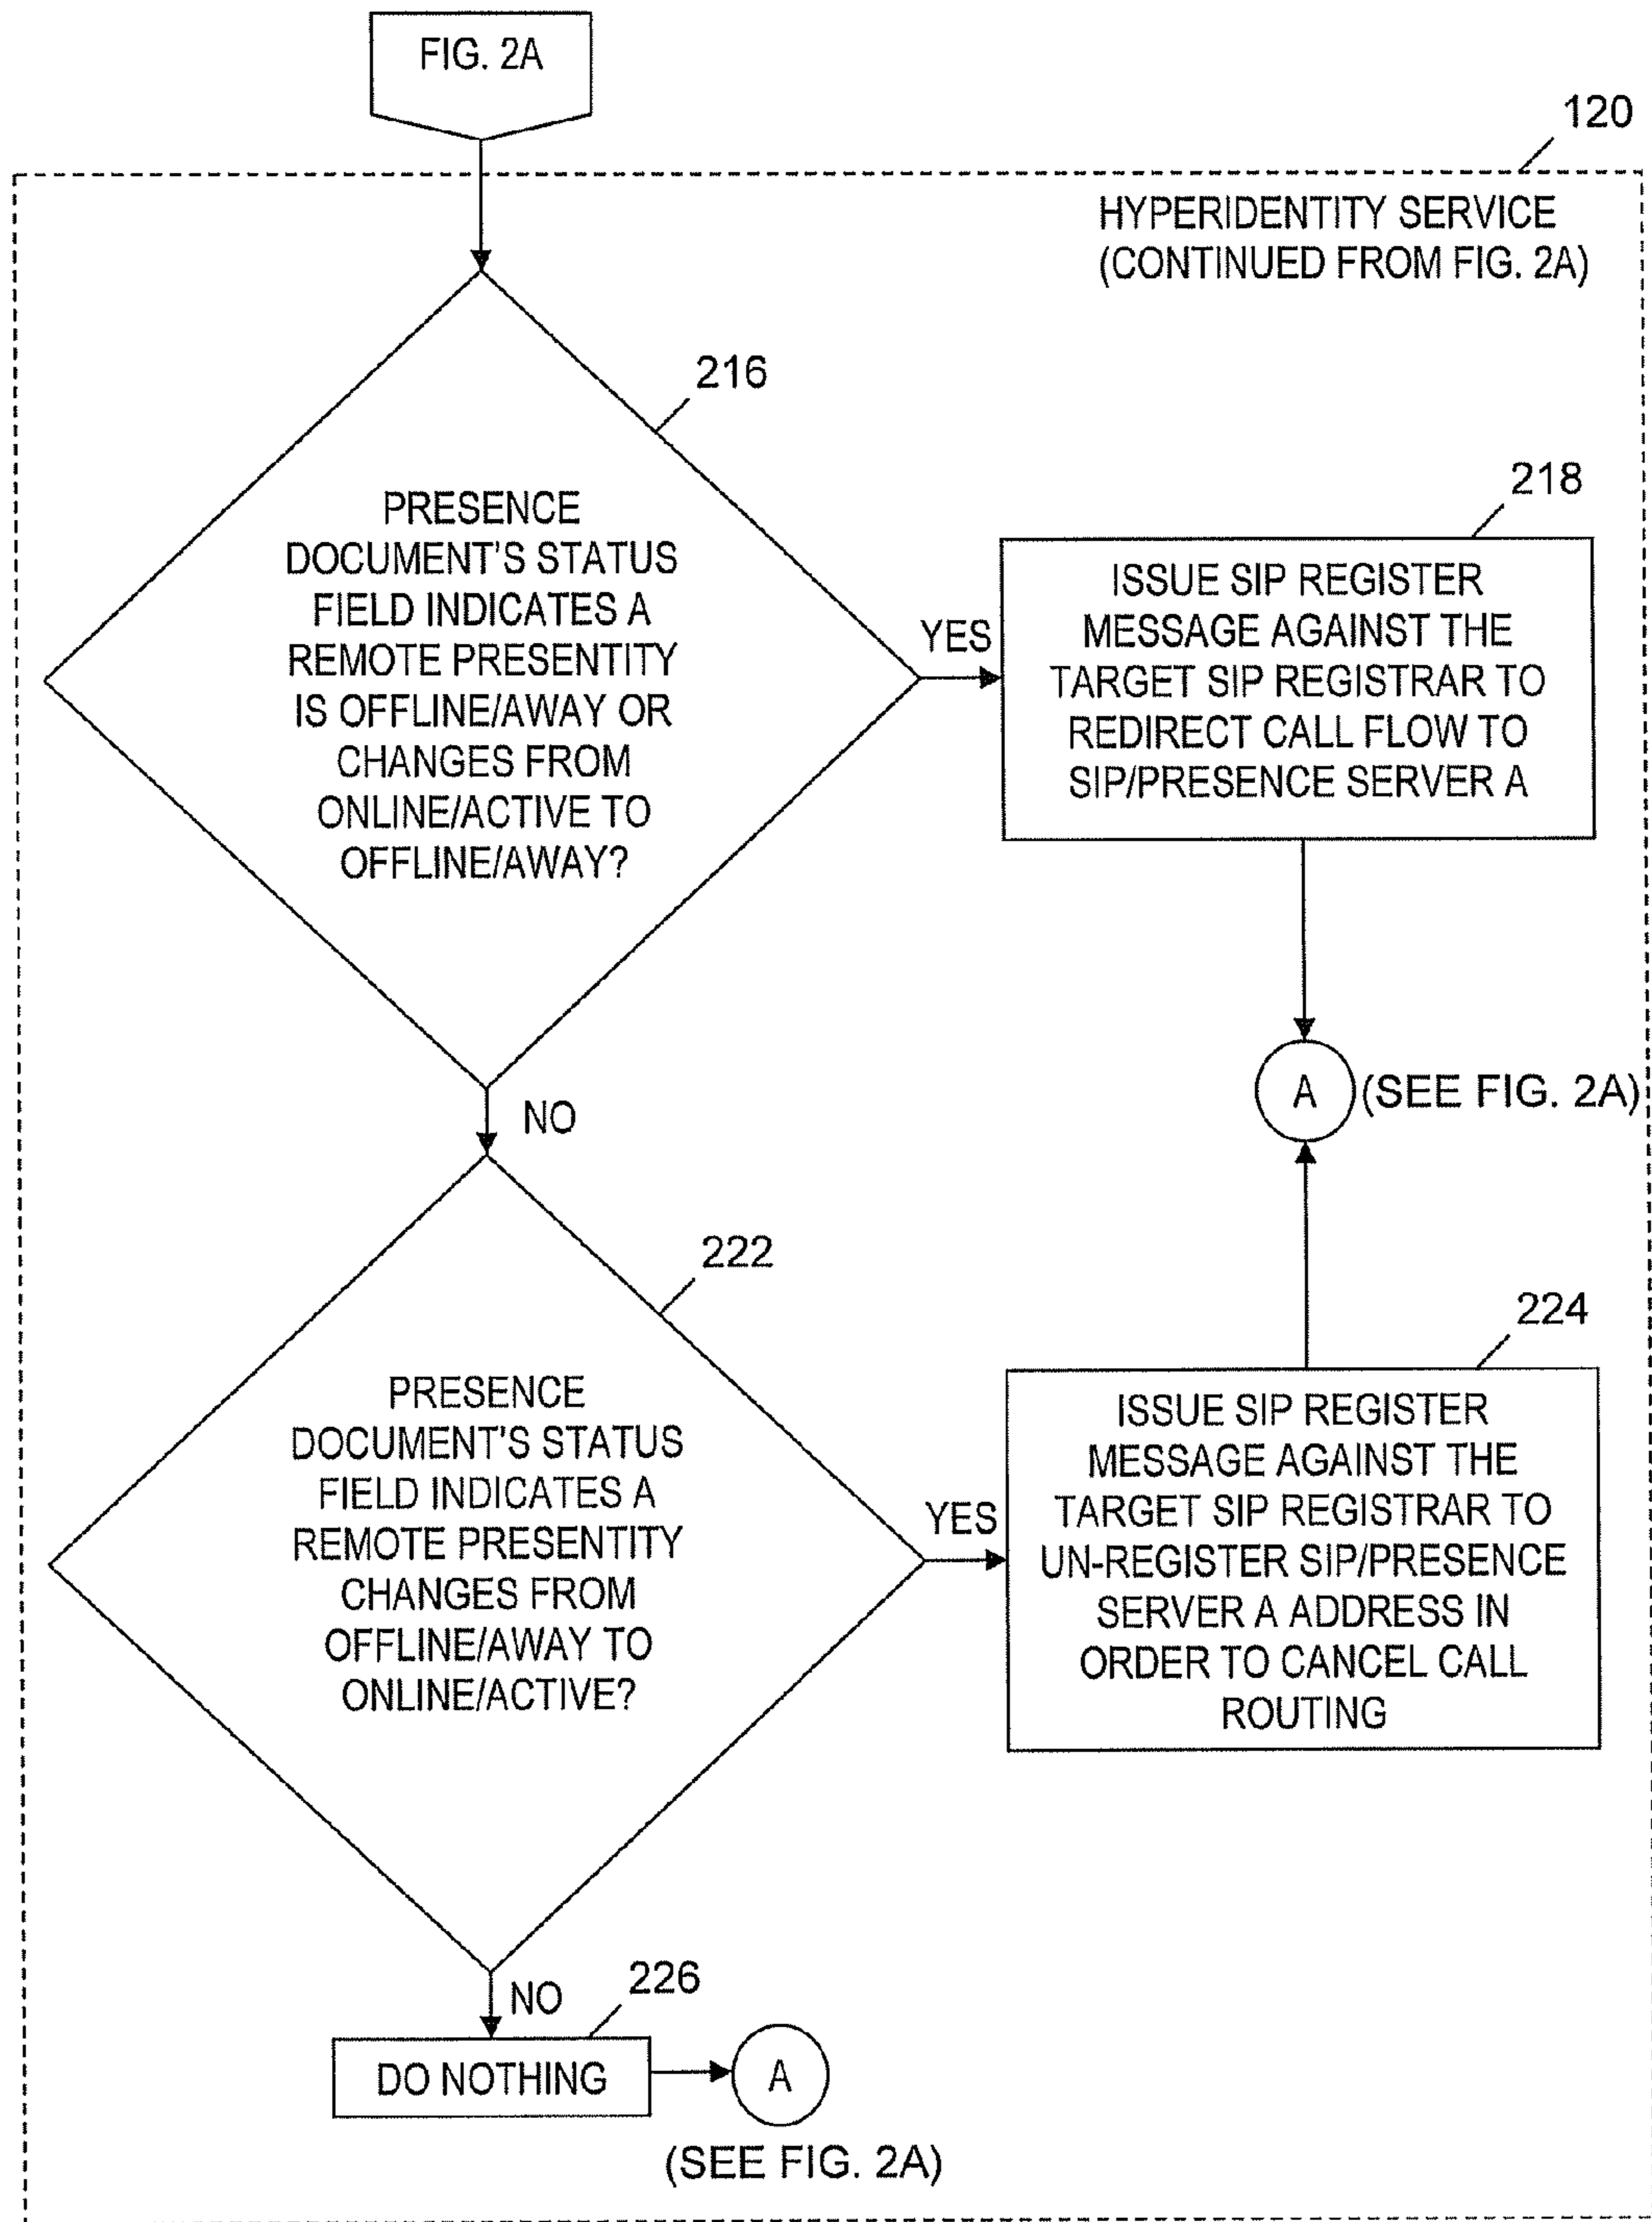 FIG. 2A
120
HYPERIDENTITY SERVICE
(CONTINUED FROM FIG. 2A)
216
PRESENCE
DOCUMENT'S STATUS
FIELD INDICATES A
REMOTE PRESENTITY
IS OFFLINE/AWAY OR
CHANGES FROM
ONLINE/ACTIVE TO
OFFLINE/AWAY?
YES
218
ISSUE SIP REGISTER
MESSAGE AGAINST THE
TARGET SIP REGISTRAR TO
REDIRECT CALL FLOW TO
SIP/PRESENCE SERVER A
A
(SEE FIG. 2A)
NO
222
PRESENCE
DOCUMENT'S STATUS
FIELD INDICATES A
REMOTE PRESENTITY
CHANGES FROM
OFFLINE/AWAY TO
ONLINE/ACTIVE?
YES
224
ISSUE SIP REGISTER
MESSAGE AGAINST THE
TARGET SIP REGISTRAR TO
UN-REGISTER SIP/PRESENCE
SERVER A ADDRESS IN
ORDER TO CANCEL CALL
ROUTING
NO
226
DO NOTHING
A
(SEE FIG. 2A)